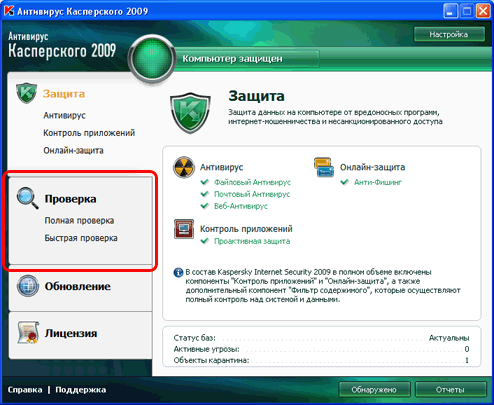 Антивирус Касперского 2009
Антивирус
Касперского 2009
Настройка
Компьютер защищен
Защита
Антивирус
Контроль приложений
Онлайн-защита
Проверка
Полная проверка
Быстрая проверка
Обновление
Лицензия
Защита
Защита данных на компьютере от вредоносных программ,
интернет-мошенничества и несанкционированного доступа
Антивирус
Файловый Антивирус
Почтовый Антивирус
Веб-Антивирус
Онлайн-защита
Анти-Фишинг
Контроль приложений
Проактивная защита
В состав Kaspersky Internet Security 2009 в полном объеме включены
компоненты "Контроль приложений" и "Онлайн-защита", а также
дополнительный компонент "Фильтр содержимого", которые осуществляют
полный контроль над системой и данными.
Статус баз: Актуальны
Активные угрозы: 0
Объекты карантина: 1
Справка | Поддержка
Обнаружено
Отчеты